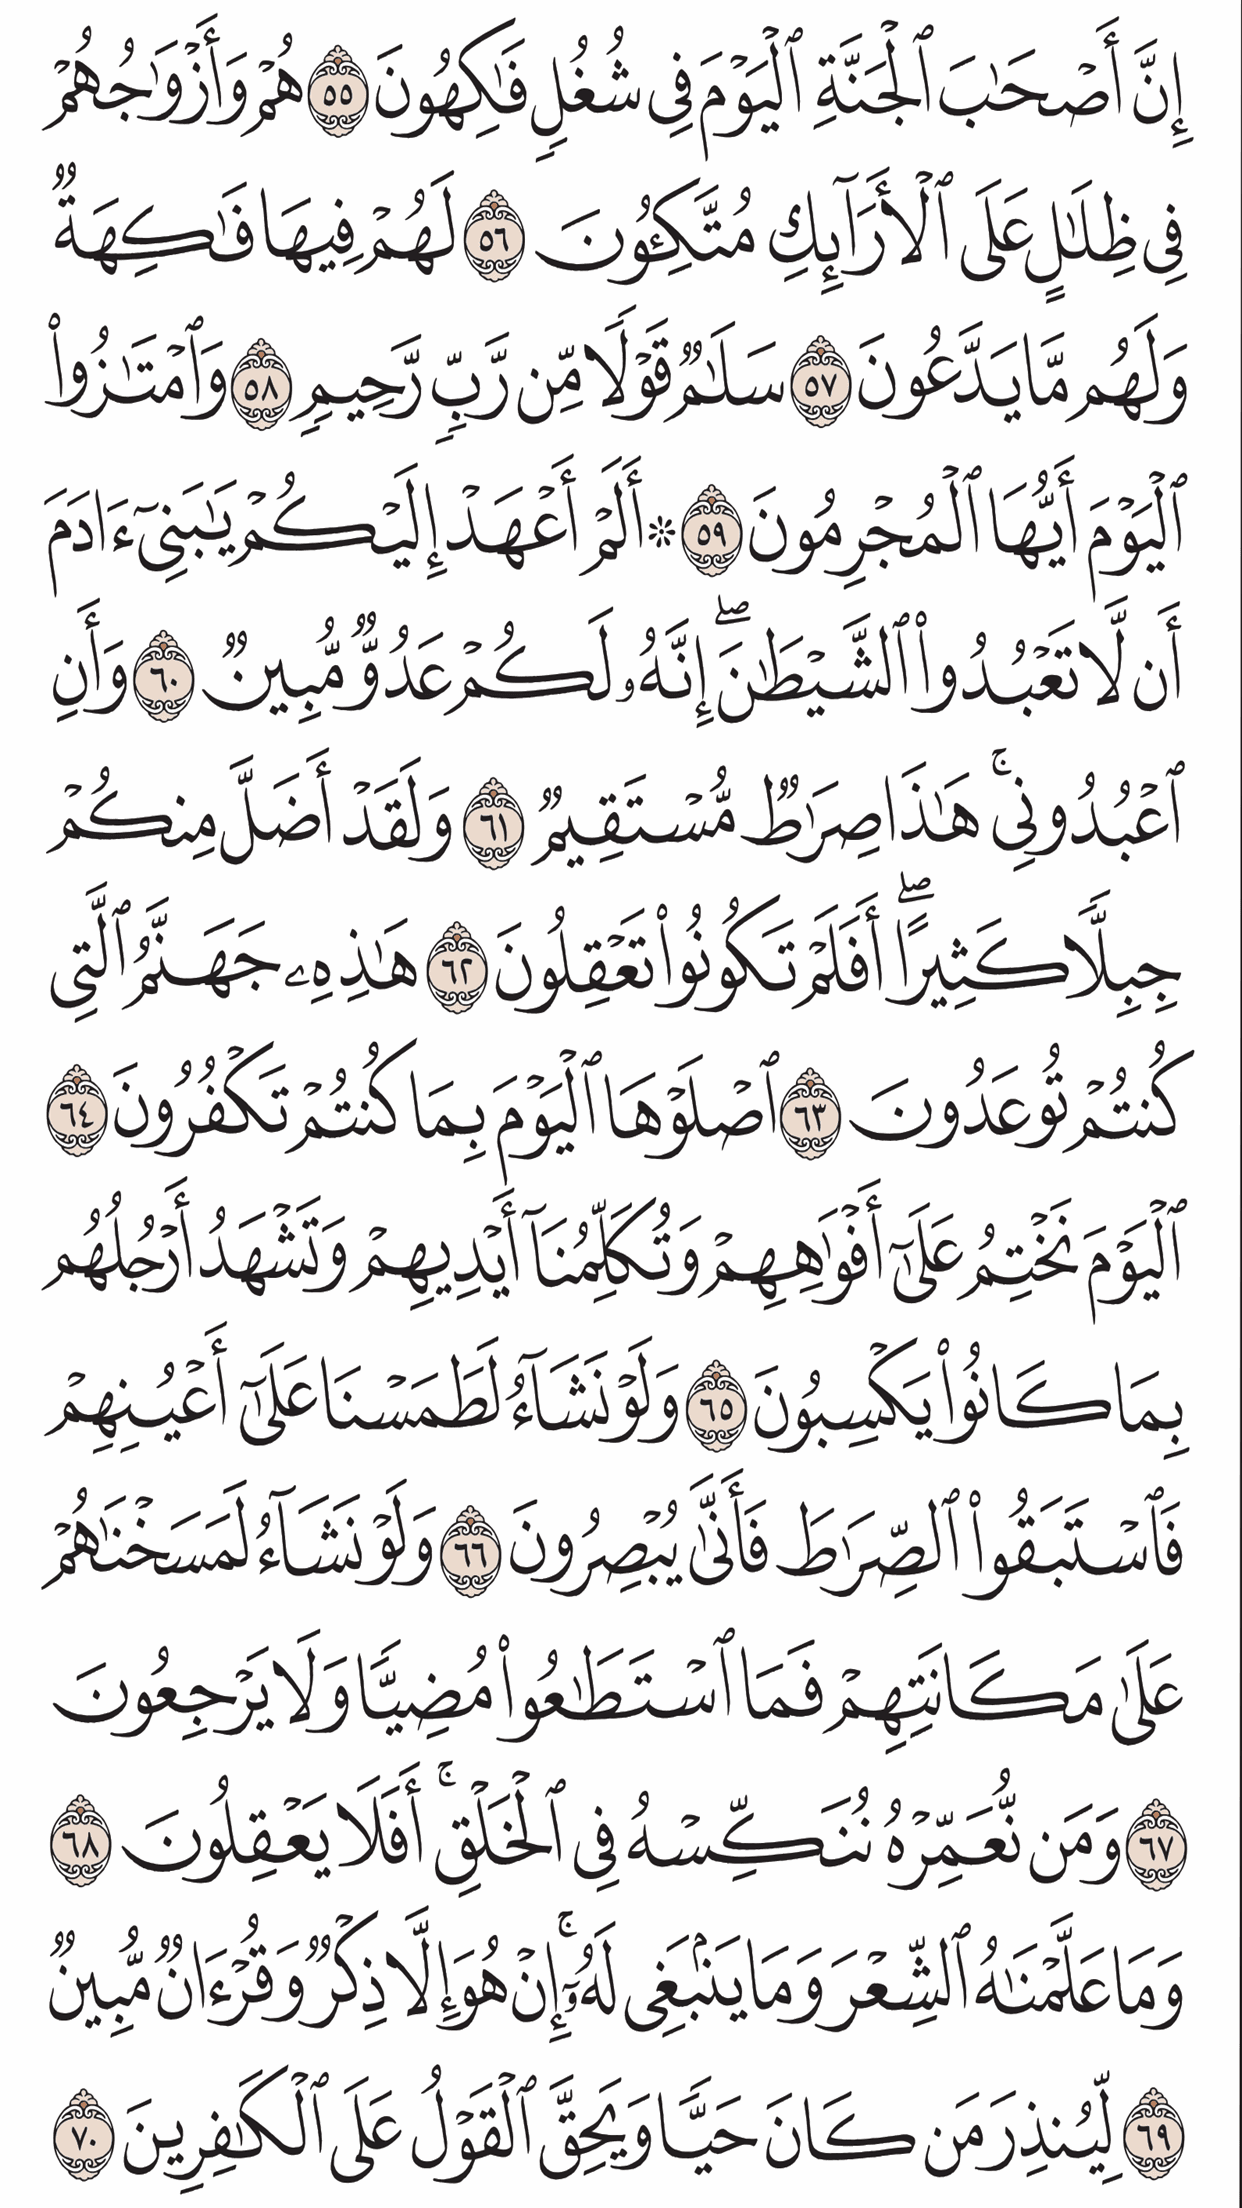 إِنَّ أَصْحَٰبَ ٱلْجَنَّةِ ٱلْيَوْمَ فِى شُغُلٍ فَٰكِهُونَ ٥٥ هُمْ وَأَزْوَٰجُهُمْ
فِى ظِلَٰلٍ عَلَى ٱلْأَرَآئِكِ مُتَّكِـُٔونَ ٥٦ لَهُمْ فِيهَا فَٰكِهَةٌ
وَلَهُم مَّا يَدَّعُونَ ٥٧ سَلَٰمٌ قَوْلًا مِّن رَّبٍّ رَّحِيمٍ ٥٨ وَٱمْتَٰزُوا۟
ٱلْيَوْمَ أَيُّهَا ٱلْمُجْرِمُونَ ٥٩ * أَلَمْ أَعْهَدْ إِلَيْكُمْ يَٰبَنِىٓ ءَادَمَ
أَن لَّا تَعْبُدُوا۟ ٱلشَّيْطَٰنَ ۖ إِنَّهُۥ لَكُمْ عَدُوٌّ مُّبِينٌ ٦٠ وَأَنِ
ٱعْبُدُونِى ۚ هَٰذَا صِرَٰطٌ مُّسْتَقِيمٌ ٦١ وَلَقَدْ أَضَلَّ مِنكُمْ
جِبِلًّا كَثِيرًا ۖ أَفَلَمْ تَكُونُوا۟ تَعْقِلُونَ ٦٢ هَٰذِهِۦ جَهَنَّمُ ٱلَّتِى
كُنتُمْ تُوعَدُونَ ٦٣ ٱصْلَوْهَا ٱلْيَوْمَ بِمَا كُنتُمْ تَكْفُرُونَ ٦٤
ٱلْيَوْمَ نَخْتِمُ عَلَىٰٓ أَفْوَٰهِهِمْ وَتُكَلِّمُنَآ أَيْدِيهِمْ وَتَشْهَدُ أَرْجُلُهُم
بِمَا كَانُوا۟ يَكْسِبُونَ ٦٥ وَلَوْ نَشَآءُ لَطَمَسْنَا عَلَىٰٓ أَعْيُنِهِمْ
فَٱسْتَبَقُوا۟ ٱلصِّرَٰطَ فَأَنَّىٰ يُبْصِرُونَ ٦٦ وَلَوْ نَشَآءُ لَمَسَخْنَٰهُمْ
عَلَىٰ مَكَانَتِهِمْ فَمَا ٱسْتَطَٰعُوا۟ مُضِيًّا وَلَا يَرْجِعُونَ
٦٧ وَمَن نُّعَمِّرْهُ نُنَكِّسْهُ فِى ٱلْخَلْقِ ۚ أَفَلَا يَعْقِلُونَ ٦٨
وَمَا عَلَّمْنَٰهُ ٱلشِّعْرَ وَمَا يَنۢبَغِى لَهُۥٓ ۚ إِنْ هُوَ إِلَّا ذِكْرٌ وَقُرْءَانٌ مُّبِينٌ
٦٩ لِّيُنذِرَ مَن كَانَ حَيًّا وَيَحِقَّ ٱلْقَوْلُ عَلَى ٱلْكَٰفِرِينَ ٧٠